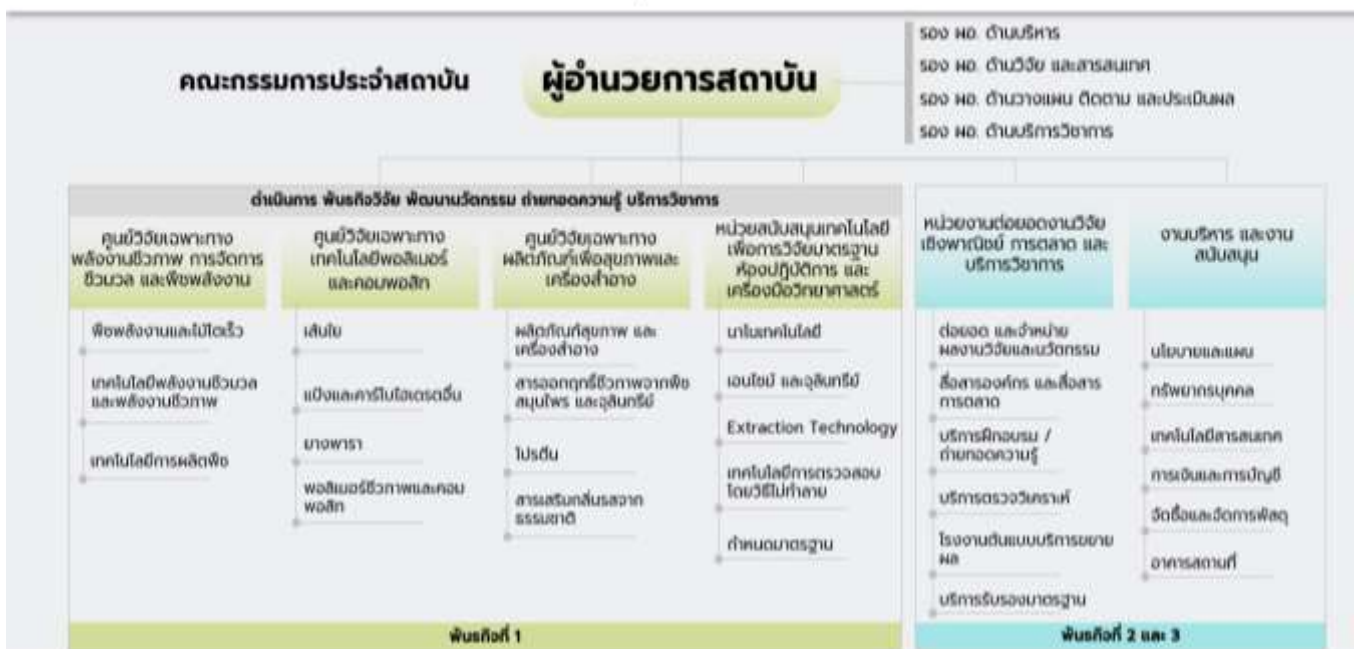 รอง ผอ. ด้านบริหาร
รอง ผอ. ด้านวิจัย และสารสนเทศ
รอง ผอ. ด้านวางแผน ติดตาม และประเมินผล
รอง ผอ. ด้านบริการวิชาการ
คณะกรรมการประจำสถาบัน
ผู้อำนวยการสถาบัน
ดำเนินการ พันธกิจวิจัย พัฒนานวัตกรรม ถ่ายทอดความรู้ บริการวิชาการ
ศูนย์วิจัยเฉพาะทาง
พลังงานชีวภาพ การจัดการ
ชีวมวล และพืชพลังงาน
พืชพลังงานและไม้โตเร็ว
เทคโนโลยีพลังงานชีวมวล
และพลังงานชีวภาพ
เทคโนโลยีการผลิตพืช
ศูนย์วิจัยเฉพาะทาง
เทคโนโลยีพอลิเมอร์
และคอมพอสิท
เส้นใย
แป้งและคาร์โบไฮเดรตอื่น
ยางพารา
พอลิเมอร์ชีวภาพและคอม
พอสิท
ศูนย์วิจัยเฉพาะทาง
ผลิตภัณฑ์เพื่อสุขภาพและ
เครื่องสำอาง
ผลิตภัณฑ์สุขภาพ และ
เครื่องสำอาง
สารออกฤทธิ์ชีวภาพจากพืช
สมุนไพร และจุลินทรีย์
โปรตีน
สารเสริมกลิ่นรสจาก
ธรรมชาติ
หน่วยสนับสนุนเทคโนโลยี
เพื่อการวิจัยมาตรฐาน
ห้องปฏิบัติการ และ
เครื่องมือวิทยาศาสตร์
นาโนเทคโนโลยี
เอนไซม์ และจุลินทรีย์
Extraction Technology
เทคโนโลยีการตรวจสอบ
โดยวิธีไม่ทำลาย
กำหนดมาตรฐาน
พันธกิจที่ 1
หน่วยงานต่อยอดงานวิจัย
เชิงพาณิชย์ การตลาด และ
บริการวิชาการ
ต่อยอด และจำหน่าย
ผลงานวิจัยและนวัตกรรม
สื่อสารองค์กร และสื่อสาร
การตลาด
บริการฝึกอบรม /
ถ่ายทอดความรู้
บริการตรวจวิเคราะห์
โรงงานต้นแบบบริการขยาย
ผล
บริการรับรองมาตรฐาน
งานบริหาร และงาน
สนับสนุน
นโยบายและแผน
ทรัพยากรบุคคล
เทคโนโลยีสารสนเทศ
การเงินและการบัญชี
จัดซื้อและจัดการพัสดุ
อาคารสถานที่
พันธกิจที่ 2 และ 3